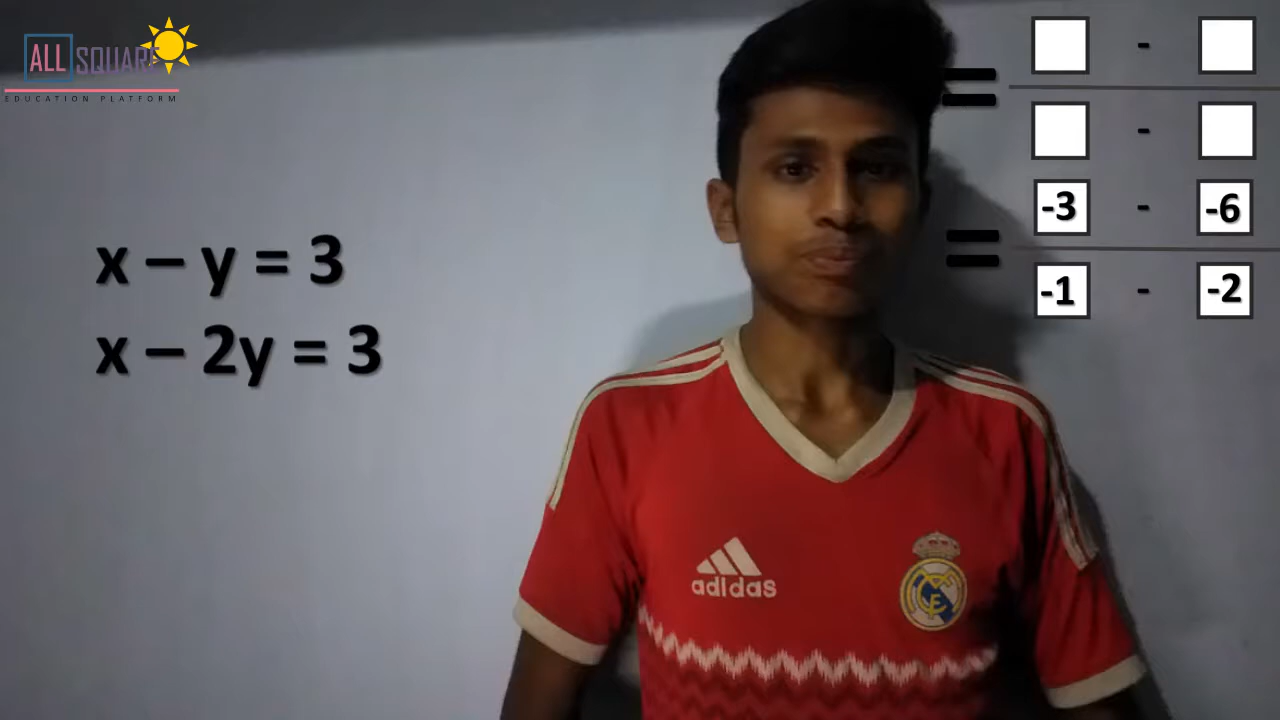 ALL SQUARE
EDUCATION PLATFORM
x – y = 3
x – 2y = 3
= -
-
= -3 - -6
-1 - -2
adidas